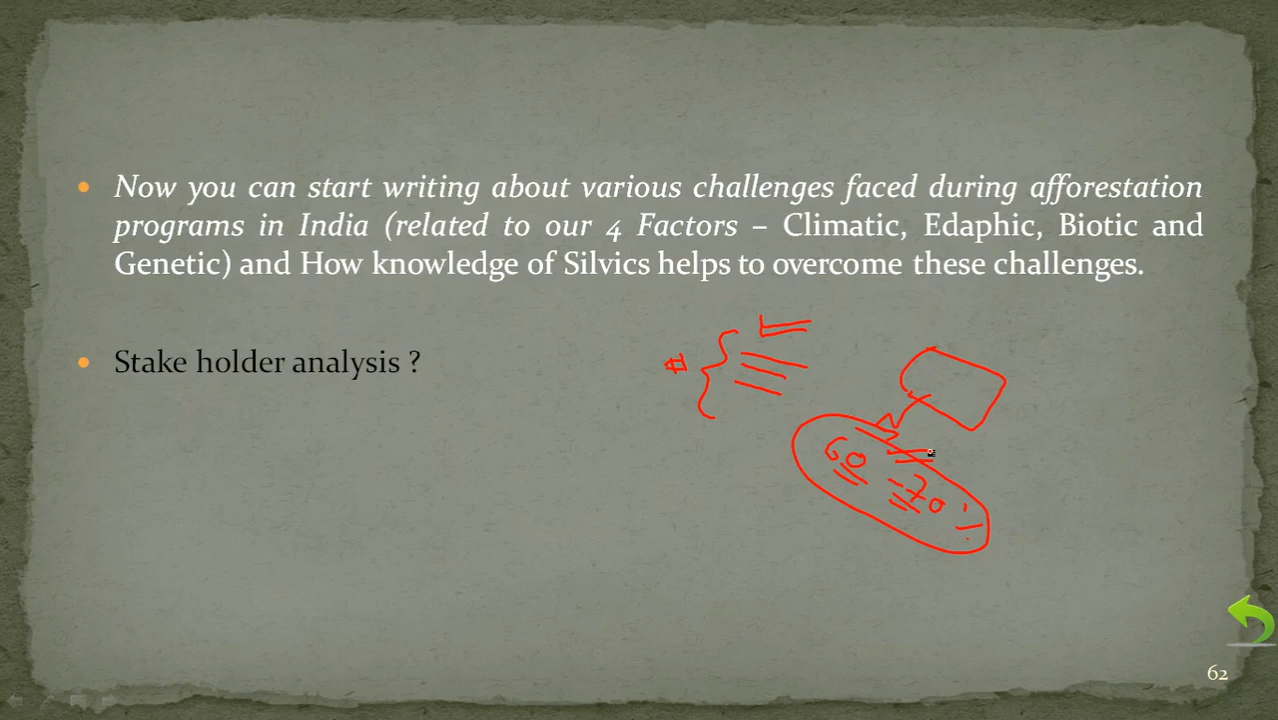 Now you can start writing about various challenges faced during afforestation
programs in India (related to our 4 Factors – Climatic, Edaphic, Biotic and
Genetic) and How knowledge of Silvics helps to overcome these challenges.
Stake holder analysis ?
60 -70 %
62